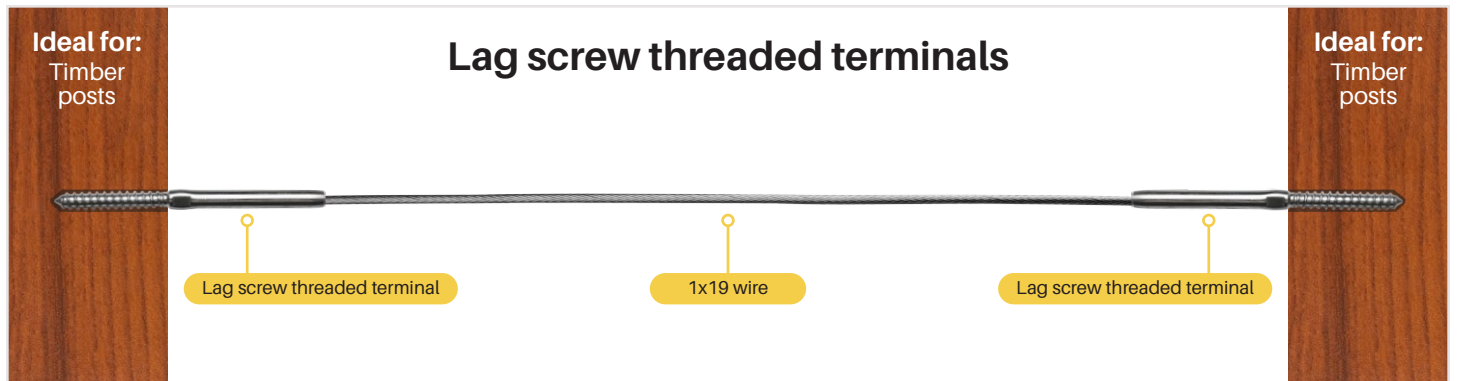 Ideal for:
Timber
posts
Lag screw threaded terminals
Ideal for:
Timber
posts
Lag screw threaded terminal
1x19 wire
Lag screw threaded terminal